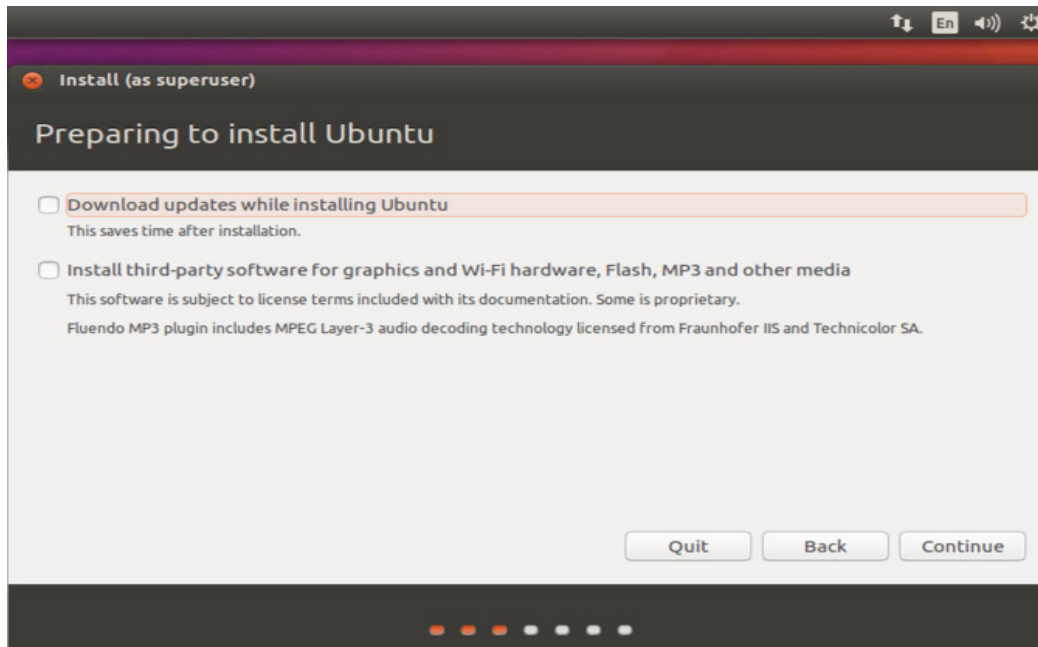 En
Install (as superuser)
Preparing to install Ubuntu
Download updates while installing Ubuntu
This saves time after installation.
Install third-party software for graphics and Wi-Fi hardware, Flash, MP3 and other media
This software is subject to license terms included with its documentation. Some is proprietary.
Fluendo MP3 plugin includes MPEG Layer-3 audio decoding technology licensed from Fraunhofer IIS and Technicolor SA.
Quit Back Continue